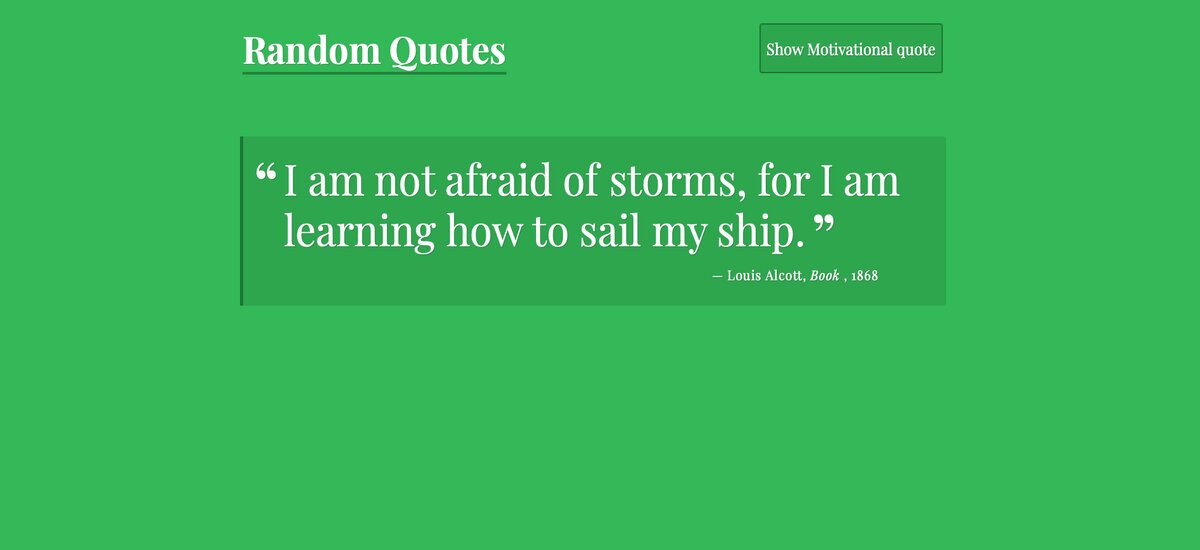 Random Quotes
Show Motivational quote
“ I am not afraid of storms, for I am
learning how to sail my ship. ”
— Louis Alcott, Book , 1868